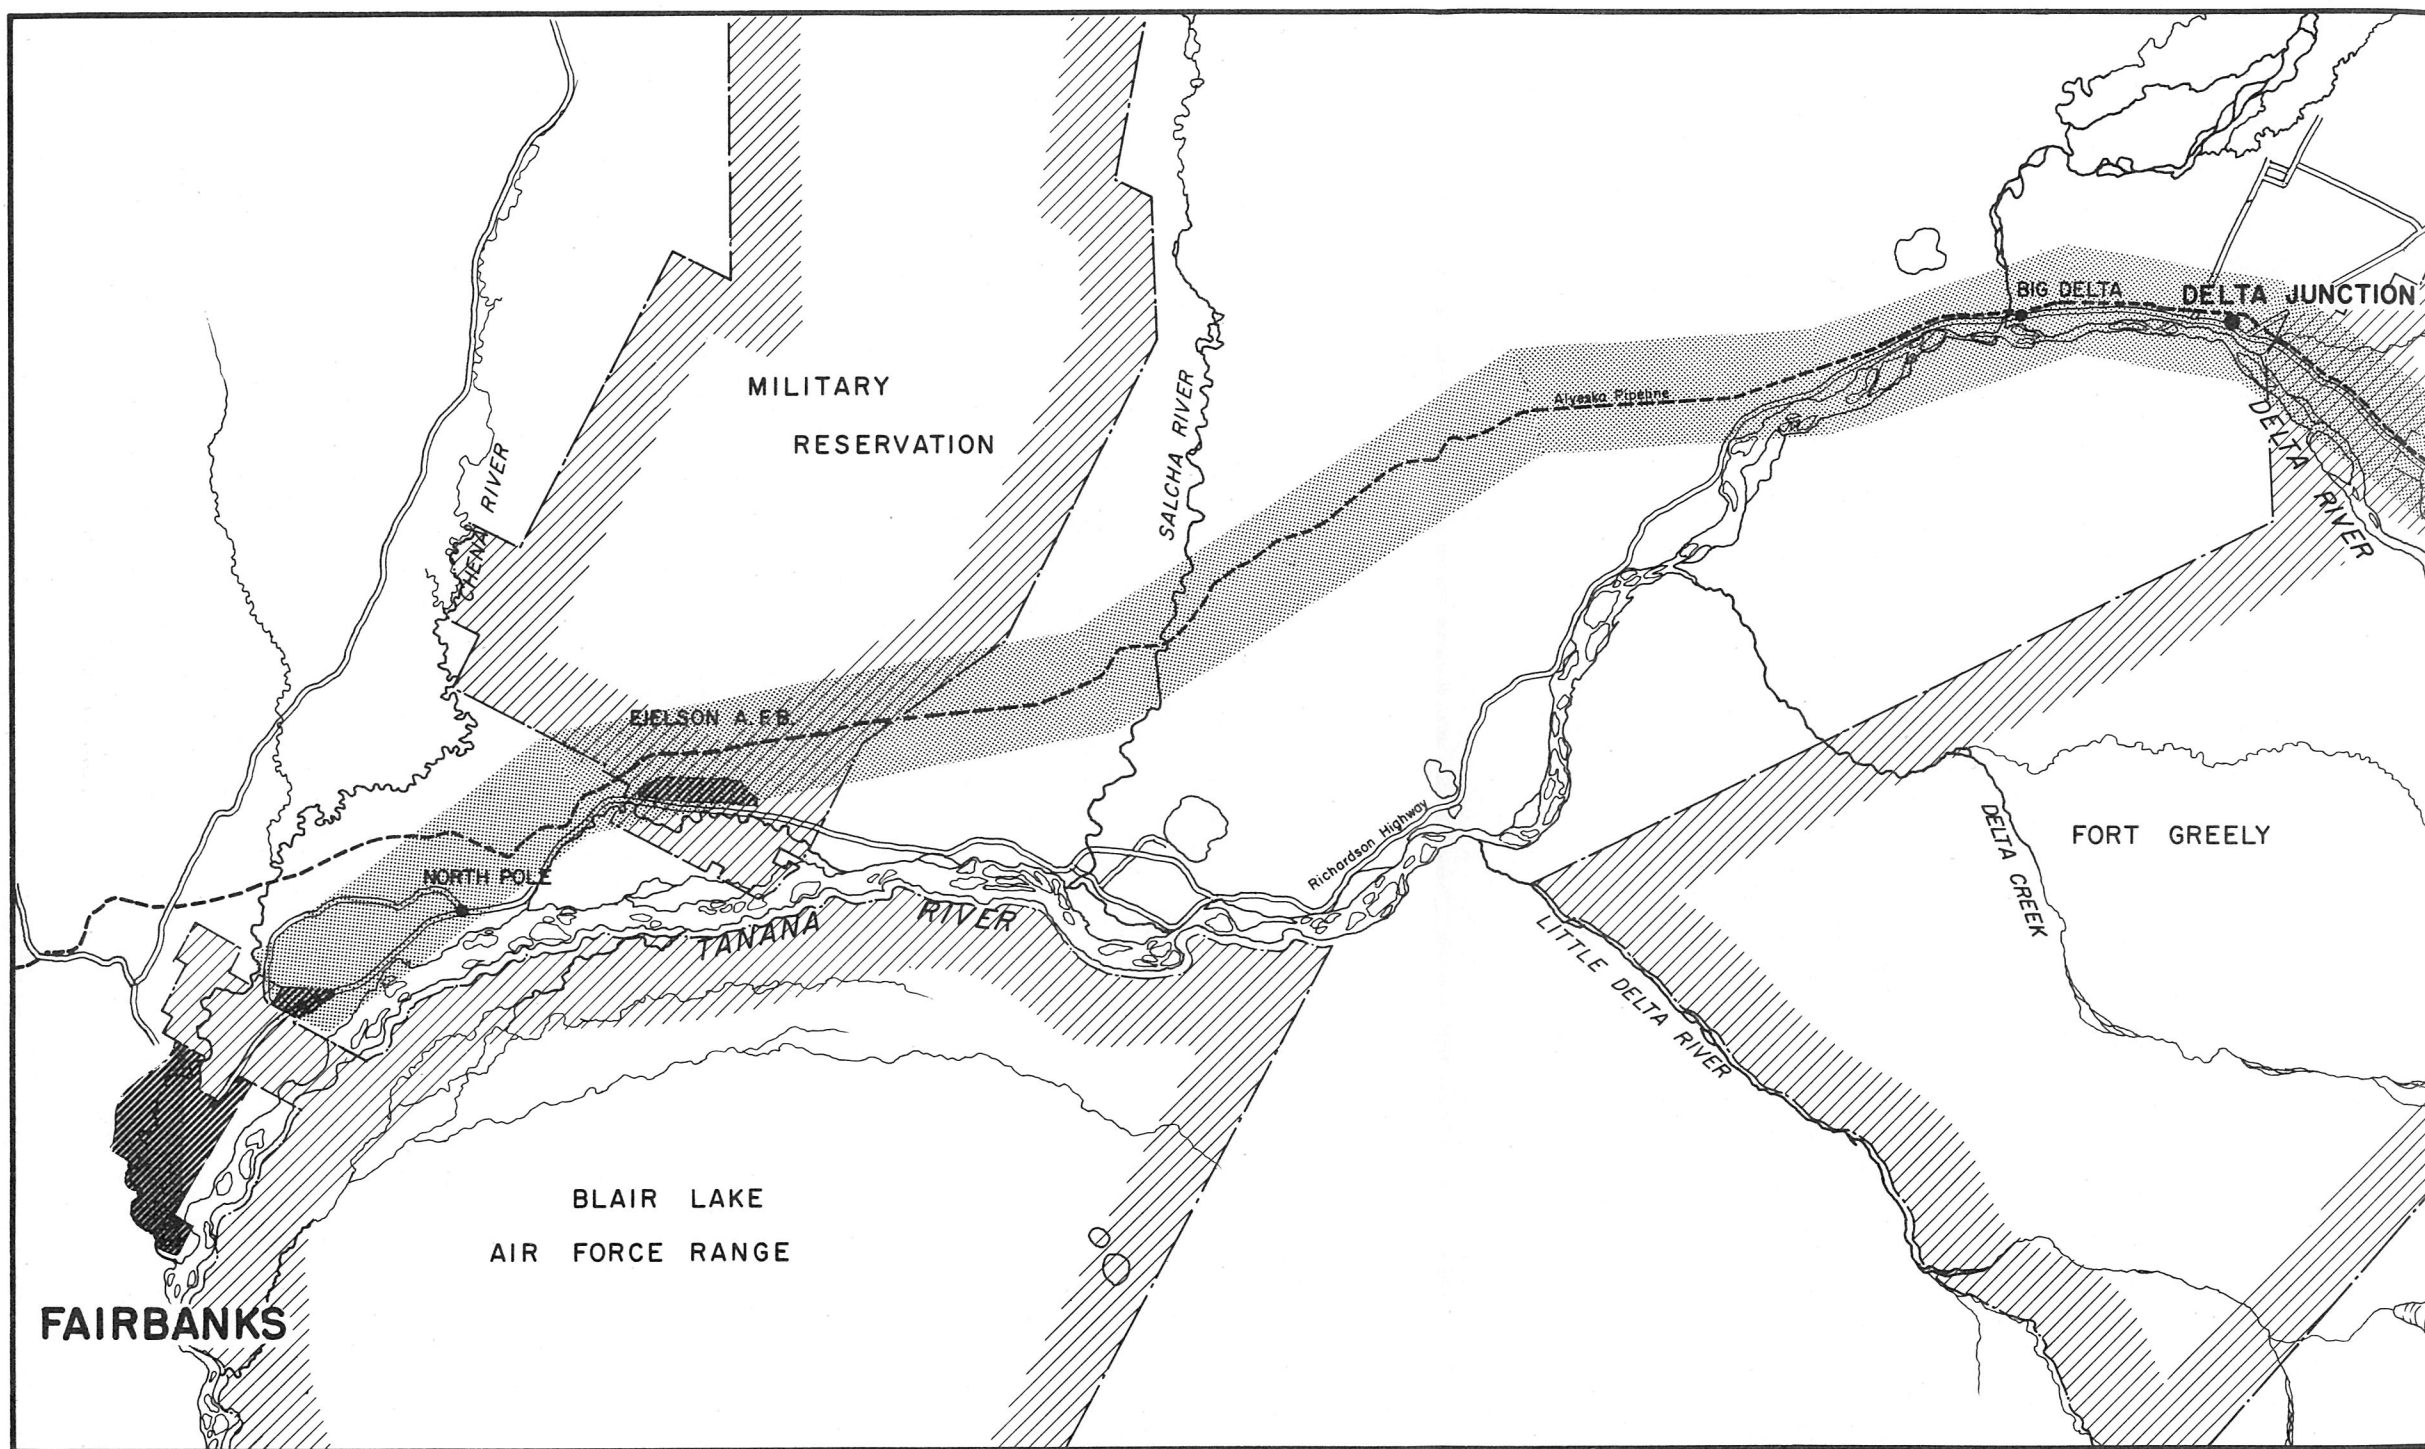 BIG DELTA
DELTA JUNCTION
MILITARY
RESERVATION
SALCHA RIVER
Alyeska Pipeline
CHENA RIVER
DELTA RIVER
EIELSON A.F.B.
NORTH POLE
Richardson Highway
TANANA RIVER
DELTA CREEK
FORT GREELY
LITTLE DELTA RIVER
BLAIR LAKE
AIR FORCE RANGE
FAIRBANKS